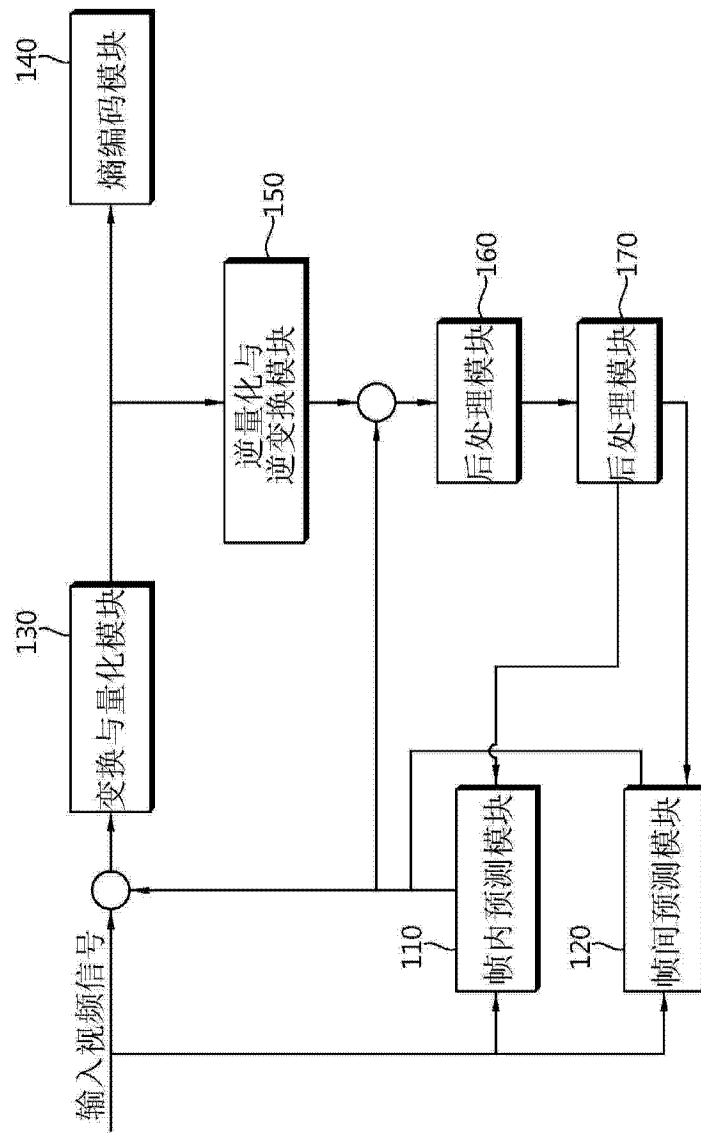 输入视频信号
130
变换与量化模块
140
熵编码模块
150
逆量化与
逆变换模块
160
后处理模块
170
后处理模块
110
帧内预测模块
120
帧间预测模块